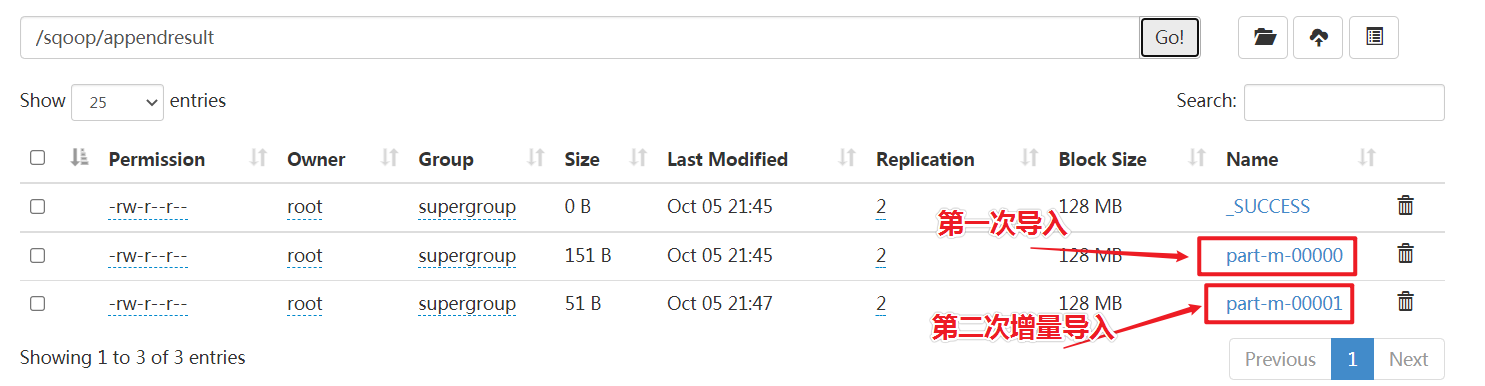 /sqoop/appendresult Go!
Show 25 entries Search:
Permission Owner Group Size Last Modified Replication Block Size Name
-rw-r--r-- root supergroup 0 B Oct 05 21:45 2 128 MB _SUCCESS
第一次导入
-rw-r--r-- root supergroup 151 B Oct 05 21:45 2 128 MB part-m-00000
-rw-r--r-- root supergroup 51 B Oct 05 21:47 2 128 MB part-m-00001
第二次增量导入
Showing 1 to 3 of 3 entries Previous 1 Next